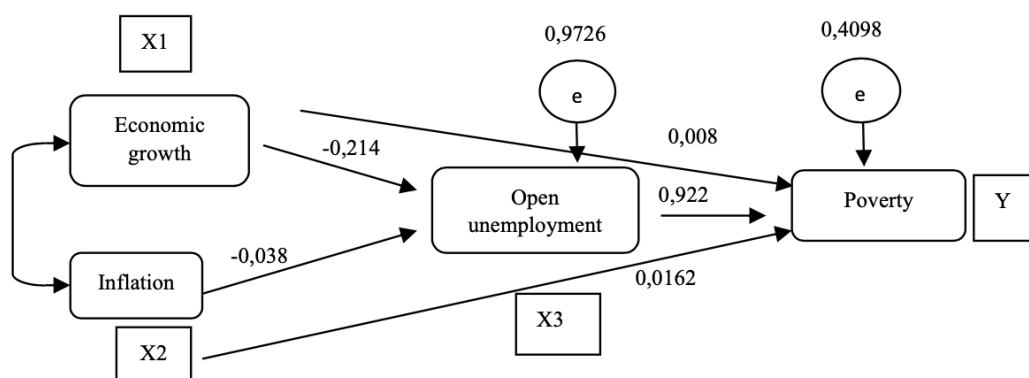 X1
0,9726
0,4098
e
e
Economic
growth
-0,214
0,008
Open
unemployment
0,922
Poverty
Y
Inflation
-0,038
0,0162
X3
X2